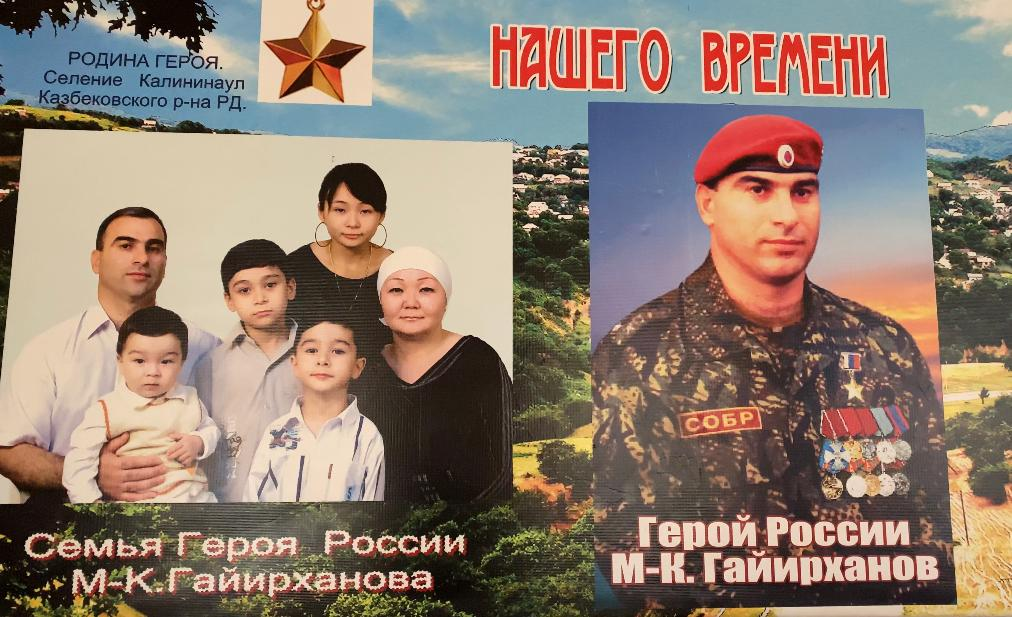 НАШЕГО ВРЕМЕНИ
РОДИНА ГЕРОЯ.
Селение Калининаул
Казбековского р-на РД.
СОБР
Семья Героя России
М-К.Гайирханова
Герой России
М-К. Гайирханов